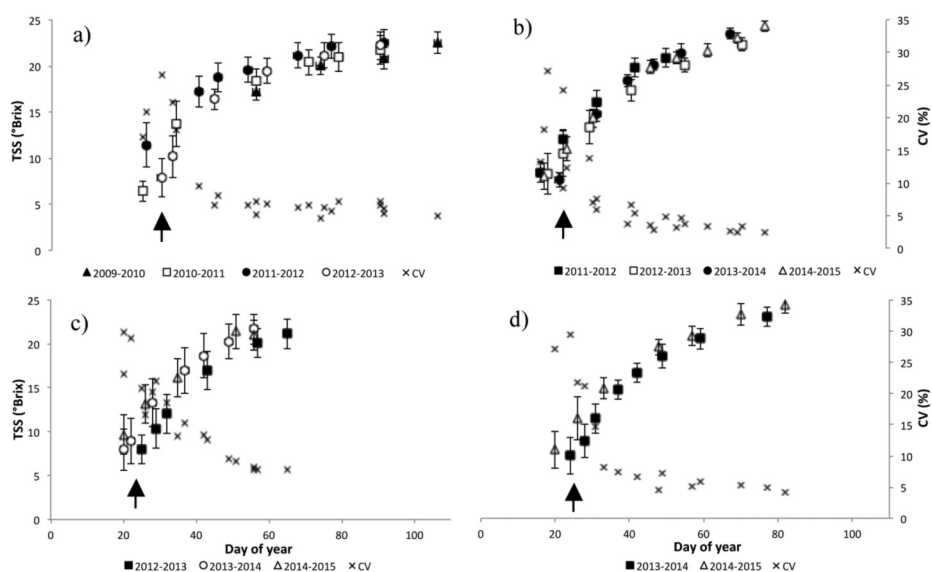 a)
TSS (°Brix)
25
20
15
10
5
0
▲ 2009-2010 □ 2010-2011 ● 2011-2012 ○ 2012-2013 × CV
b)
35
30
25
20
15
10
5
0
CV (%)
■ 2011-2012 □ 2012-2013 ● 2013-2014 △ 2014-2015 × CV
c)
TSS (°Brix)
25
20
15
10
5
0
0 20 40 60 80 100
Day of year
■ 2012-2013 ○ 2013-2014 △ 2014-2015 × CV
d)
35
30
25
20
15
10
5
0
CV (%)
0 20 40 60 80 100
Day of year
■ 2013-2014 △ 2014-2015 × CV